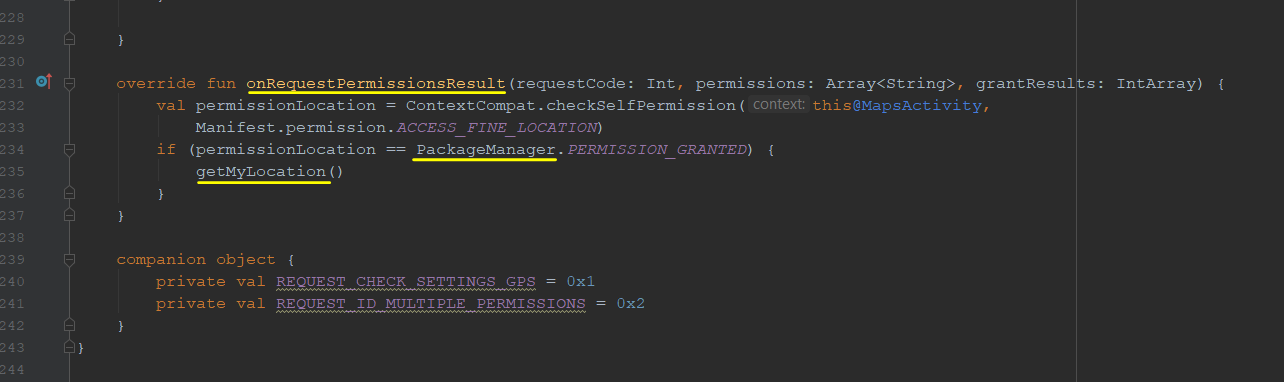 228
229 }
230
231 override fun onRequestPermissionsResult(requestCode: Int, permissions: Array<String>, grantResults: IntArray) {
232 val permissionLocation = ContextCompat.checkSelfPermission( context: this@MapsActivity,
233 Manifest.permission.ACCESS_FINE_LOCATION)
234 if (permissionLocation == PackageManager.PERMISSION_GRANTED) {
235 getMyLocation()
236 }
237 }
238
239 companion object {
240 private val REQUEST_CHECK_SETTINGS_GPS = 0x1
241 private val REQUEST_ID_MULTIPLE_PERMISSIONS = 0x2
242 }
243 }
244